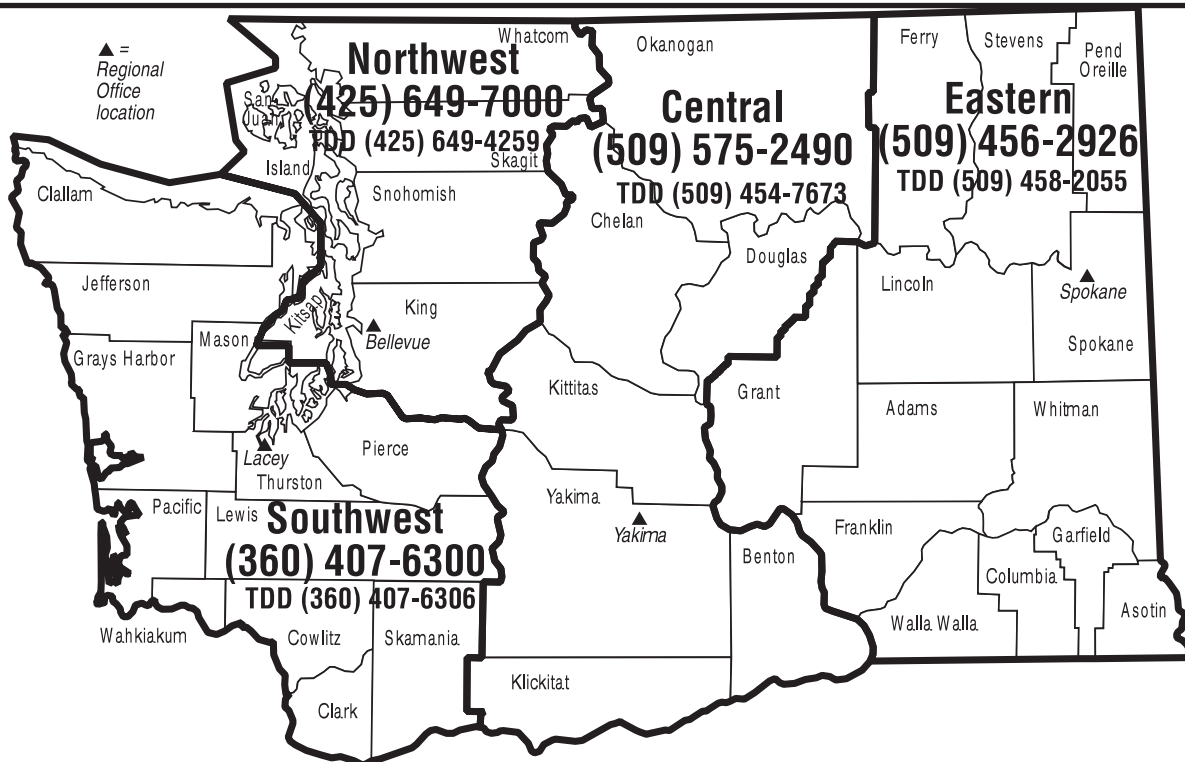 ▲ =
Regional
Office
location
Whatcom
Northwest
(425) 649-7000
TDD (425) 649-4259
San
Juan
Island
Skagit
Snohomish
King
Bellevue
Kitsap
Okanogan
Central
(509) 575-2490
TDD (509) 454-7673
Chelan
Douglas
Kittitas
Yakima
Yakima
Benton
Klickitat
Ferry
Stevens
Pend
Oreille
Eastern
(509) 456-2926
TDD (509) 458-2055
Lincoln
Spokane
Spokane
Grant
Adams
Whitman
Franklin
Garfield
Columbia
Walla Walla
Asotin
Clallam
Jefferson
Grays Harbor
Mason
Lacey
Thurston
Pierce
Pacific
Lewis
Southwest
(360) 407-6300
TDD (360) 407-6306
Wahkiakum
Cowlitz
Skamania
Clark